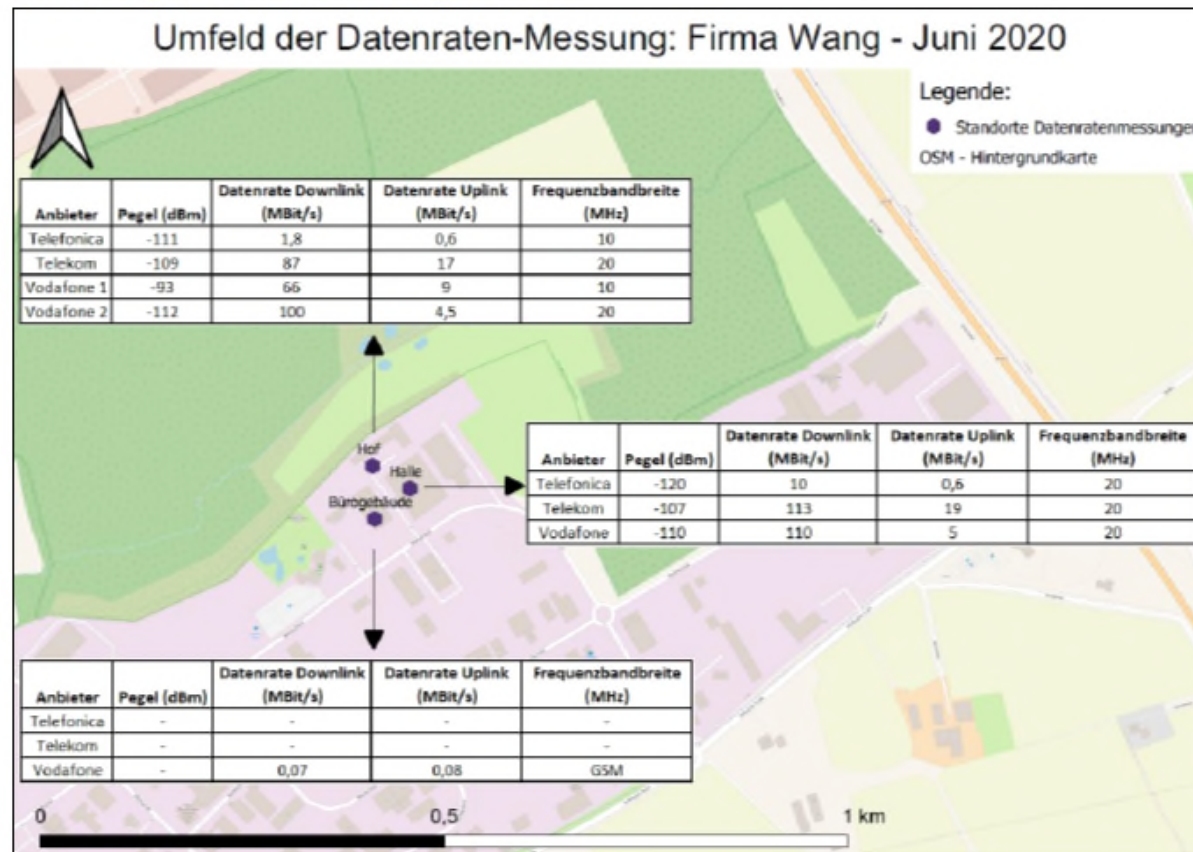 Umfeld der Datenraten-Messung: Firma Wang - Juni 2020
Legende:
Standorte Datenratenmessungen
OSM - Hintergrundkarte
Anbieter Pegel (dBm) Datenrate Downlink (MBit/s) Datenrate Uplink (MBit/s) Frequenzbandbreite (MHz)
Telefonica -111 1,8 0,6 10
Telekom -109 87 17 20
Vodafone 1 -93 66 9 10
Vodafone 2 -112 100 4,5 20
Hof
Halle
Bürogebäude
Anbieter Pegel (dBm) Datenrate Downlink (MBit/s) Datenrate Uplink (MBit/s) Frequenzbandbreite (MHz)
Telefonica -120 10 0,6 20
Telekom -107 113 19 20
Vodafone -110 110 5 20
Anbieter Pegel (dBm) Datenrate Downlink (MBit/s) Datenrate Uplink (MBit/s) Frequenzbandbreite (MHz)
Telefonica - - - -
Telekom - - - -
Vodafone - 0,07 0,08 GSM
0 0,5 1 km